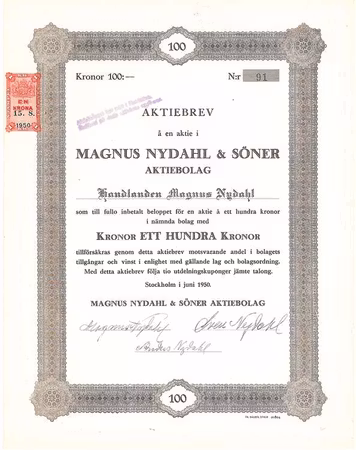 100
Kronor 100:— N:r 91
EN
KRONA
15. 8.
1950
AKTIEBREV
å en aktie i
MAGNUS NYDAHL & SÖNER
AKTIEBOLAG
Handlanden Magnus Nydahl
som till fullo inbetalt beloppet för en aktie å ett hundra kronor
i nämnda bolag med
KRONOR ETT HUNDRA KRONOR
tillförsäkras genom detta aktiebrev motsvarande andel i bolagets
tillgångar och vinst i enlighet med gällande lag och bolagsordning.
Med detta aktiebrev följa tio utdelningskuponger jämte talong.
Stockholm i juni 1950.
MAGNUS NYDAHL & SÖNER AKTIEBOLAG
Magnus Nydahl Sven Nydahl
Anders Nydahl
100